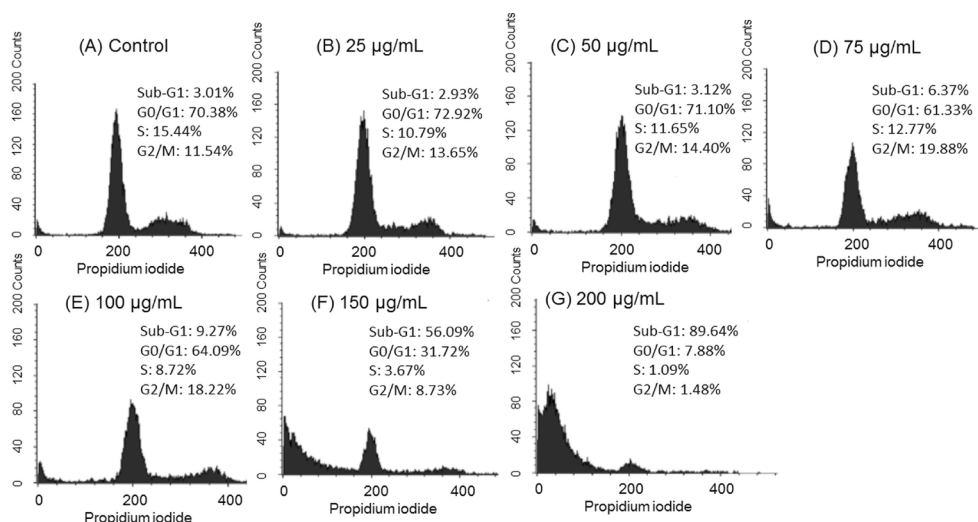 (A) Control
200 Counts
160
120
80
40
0
Sub-G1: 3.01%
G0/G1: 70.38%
S: 15.44%
G2/M: 11.54%
0
200
400
Propidium iodide
(B) 25 µg/mL
200 Counts
160
120
80
40
0
Sub-G1: 2.93%
G0/G1: 72.92%
S: 10.79%
G2/M: 13.65%
0
200
400
Propidium iodide
(C) 50 µg/mL
200 Counts
160
120
80
40
0
Sub-G1: 3.12%
G0/G1: 71.10%
S: 11.65%
G2/M: 14.40%
0
200
400
Propidium iodide
(D) 75 µg/mL
200 Counts
160
120
80
40
0
Sub-G1: 6.37%
G0/G1: 61.33%
S: 12.77%
G2/M: 19.88%
0
200
400
Propidium iodide
(E) 100 µg/mL
200 Counts
160
120
80
40
0
Sub-G1: 9.27%
G0/G1: 64.09%
S: 8.72%
G2/M: 18.22%
0
200
400
Propidium iodide
(F) 150 µg/mL
200 Counts
160
120
80
40
0
Sub-G1: 56.09%
G0/G1: 31.72%
S: 3.67%
G2/M: 8.73%
0
200
400
Propidium iodide
(G) 200 µg/mL
200 Counts
160
120
80
40
0
Sub-G1: 89.64%
G0/G1: 7.88%
S: 1.09%
G2/M: 1.48%
0
200
400
Propidium iodide